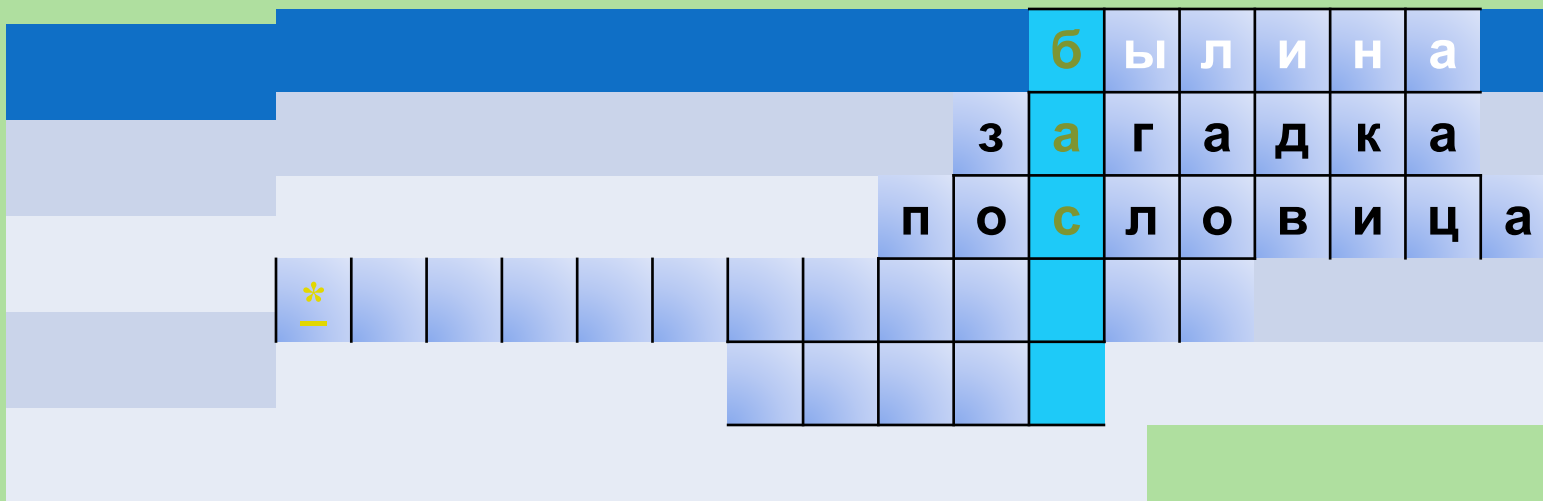 былина
загадка
пословица
*